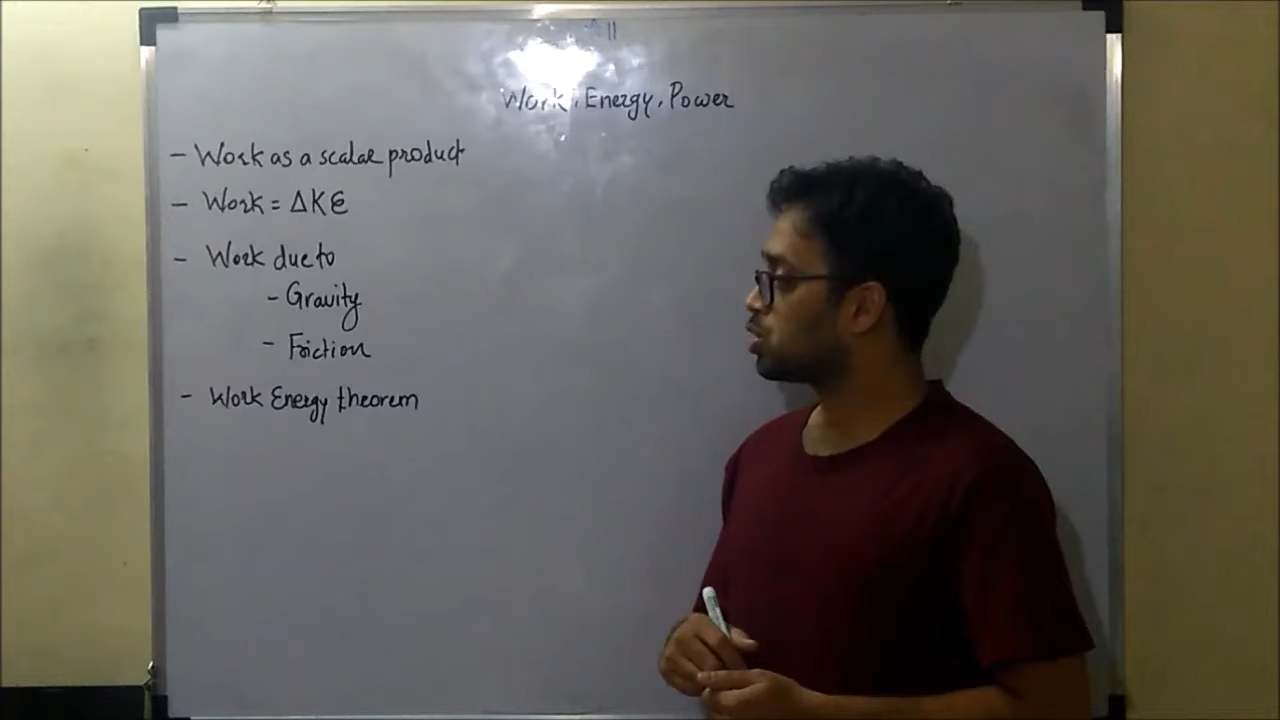 Work, Energy, Power
- Work as a scalar product
- Work = ΔKE
- Work due to
- Gravity
- Friction
- Work Energy theorem